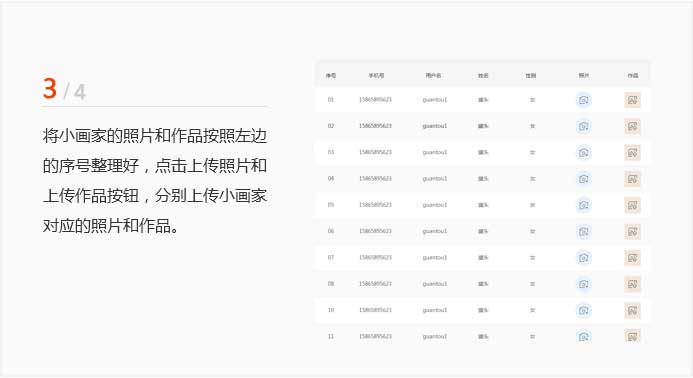 3 / 4
将小画家的照片和作品按照左边
的序号整理好，点击上传照片和
上传作品按钮，分别上传小画家
对应的照片和作品。
序号 手机号 用户名 姓名 性别 照片 作品
01 15865895623 guantou1 罐头 女
02 15865895623 guantou1 罐头 女
03 15865895623 guantou1 罐头 女
04 15865895623 guantou1 罐头 女
05 15865895623 guantou1 罐头 女
06 15865895623 guantou1 罐头 女
07 15865895623 guantou1 罐头 女
08 15865895623 guantou1 罐头 女
10 15865895623 guantou1 罐头 女
11 15865895623 guantou1 罐头 女